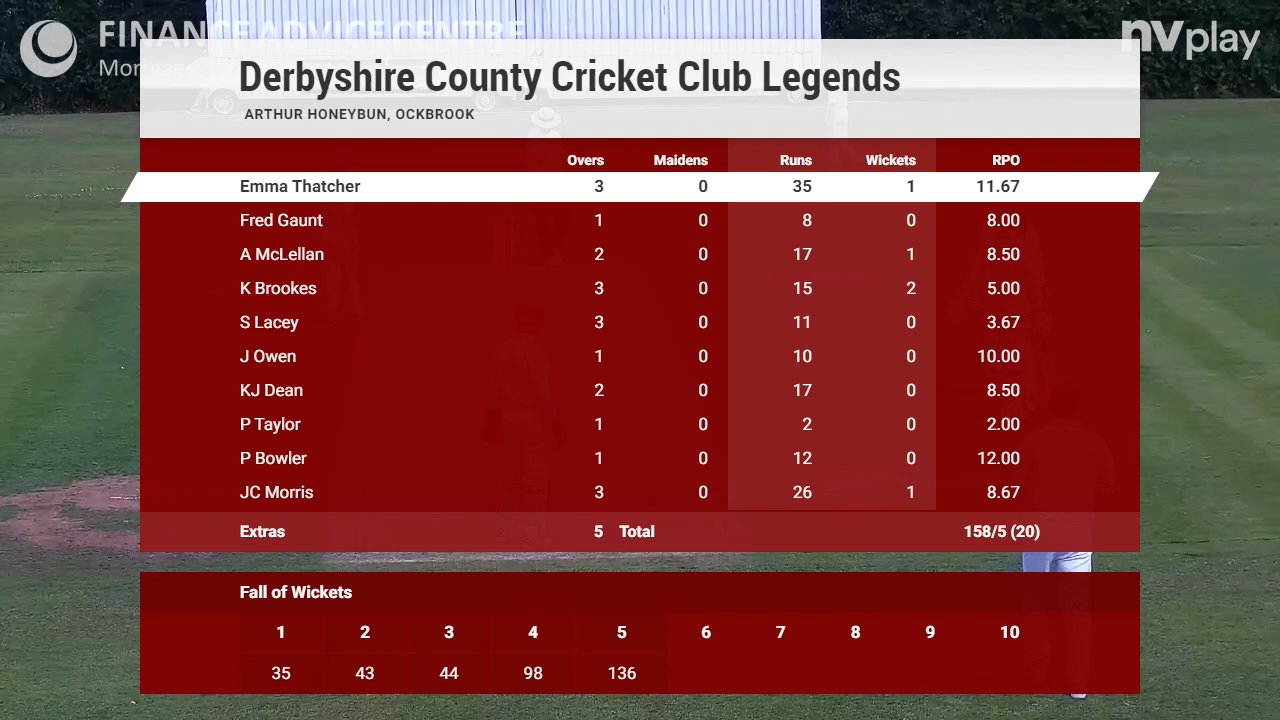 FINANCE ADVICE CENTRE
nvplay
Mortgage
Derbyshire County Cricket Club Legends
ARTHUR HONEYBUN, OCKBROOK
Overs Maidens Runs Wickets RPO
Emma Thatcher 3 0 35 1 11.67
Fred Gaunt 1 0 8 0 8.00
A McLellan 2 0 17 1 8.50
K Brookes 3 0 15 2 5.00
S Lacey 3 0 11 0 3.67
J Owen 1 0 10 0 10.00
KJ Dean 2 0 17 0 8.50
P Taylor 1 0 2 0 2.00
P Bowler 1 0 12 0 12.00
JC Morris 3 0 26 1 8.67
Extras 5 Total 158/5 (20)
Fall of Wickets
1 2 3 4 5 6 7 8 9 10
35 43 44 98 136